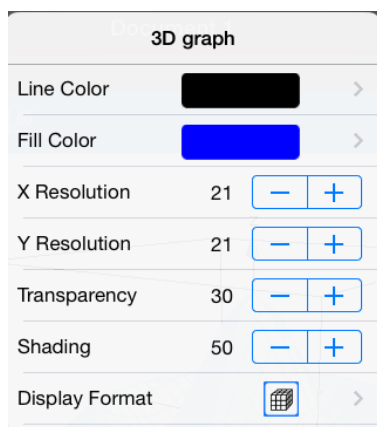 3D graph
Line Color
Fill Color
X Resolution 21 − +
Y Resolution 21 − +
Transparency 30 − +
Shading 50 − +
Display Format